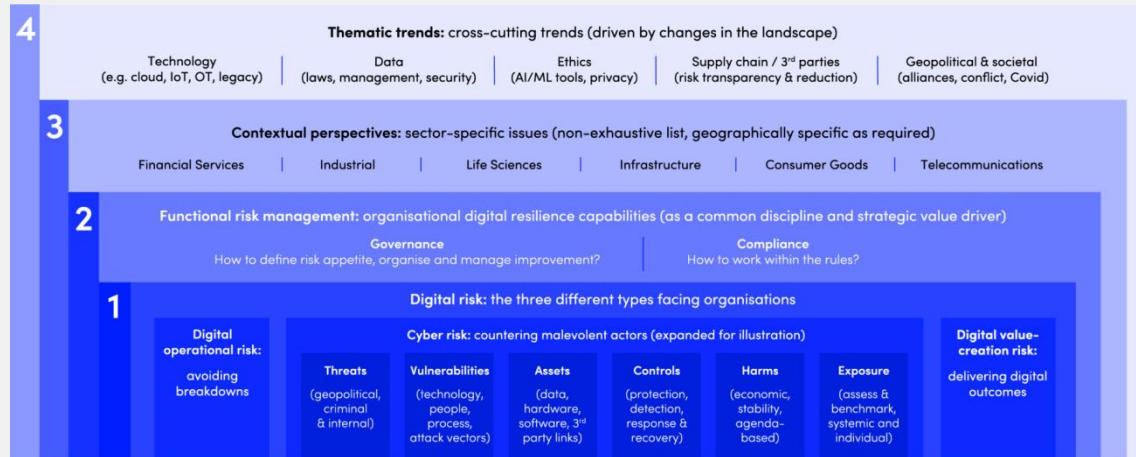 4
Thematic trends: cross-cutting trends (driven by changes in the landscape)
Technology
(e.g. cloud, IoT, OT, legacy)
Data
(laws, management, security)
Ethics
(AI/ML tools, privacy)
Supply chain / 3rd parties
(risk transparency & reduction)
Geopolitical & societal
(alliances, conflict, Covid)
3
Contextual perspectives: sector-specific issues (non-exhaustive list, geographically specific as required)
Financial Services
Industrial
Life Sciences
Infrastructure
Consumer Goods
Telecommunications
2
Functional risk management: organisational digital resilience capabilities (as a common discipline and strategic value driver)
Governance
How to define risk appetite, organise and manage improvement?
Compliance
How to work within the rules?
1
Digital risk: the three different types facing organisations
Digital
operational risk:
avoiding
breakdowns
Cyber risk: countering malevolent actors (expanded for illustration)
Threats
(geopolitical,
criminal
& internal)
Vulnerabilities
(technology,
people,
process,
attack vectors)
Assets
(data,
hardware,
software, 3rd
party links)
Controls
(protection,
detection,
response &
recovery)
Harms
(economic,
stability,
agenda-
based)
Exposure
(assess &
benchmark,
systemic and
individual)
Digital value-
creation risk:
delivering digital
outcomes